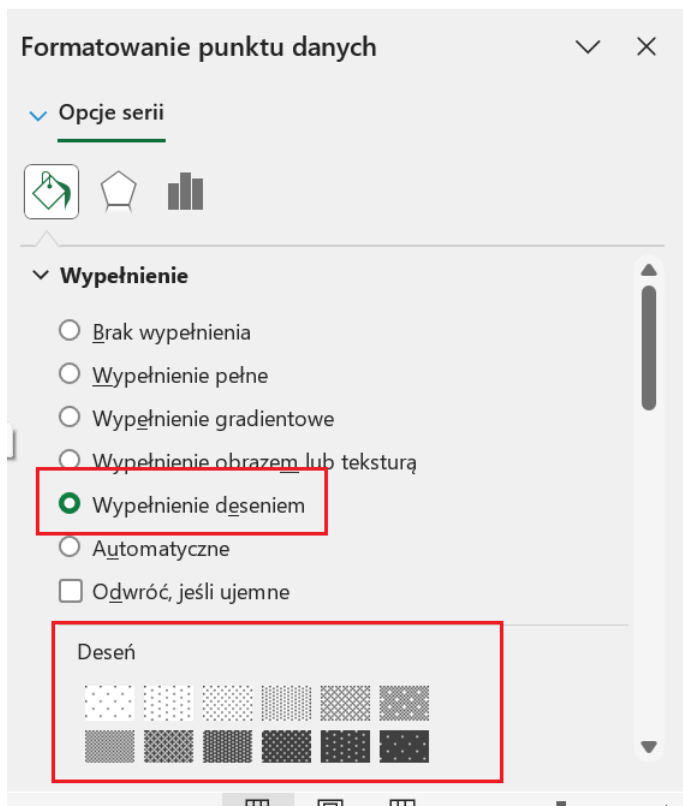 Formatowanie punktu danych
Opcje serii
Wypełnienie
Brak wypełnienia
Wypełnienie pełne
Wypełnienie gradientowe
Wypełnienie obrazem lub teksturą
Wypełnienie deseniem
Automatyczne
Odwróć, jeśli ujemne
Deseń